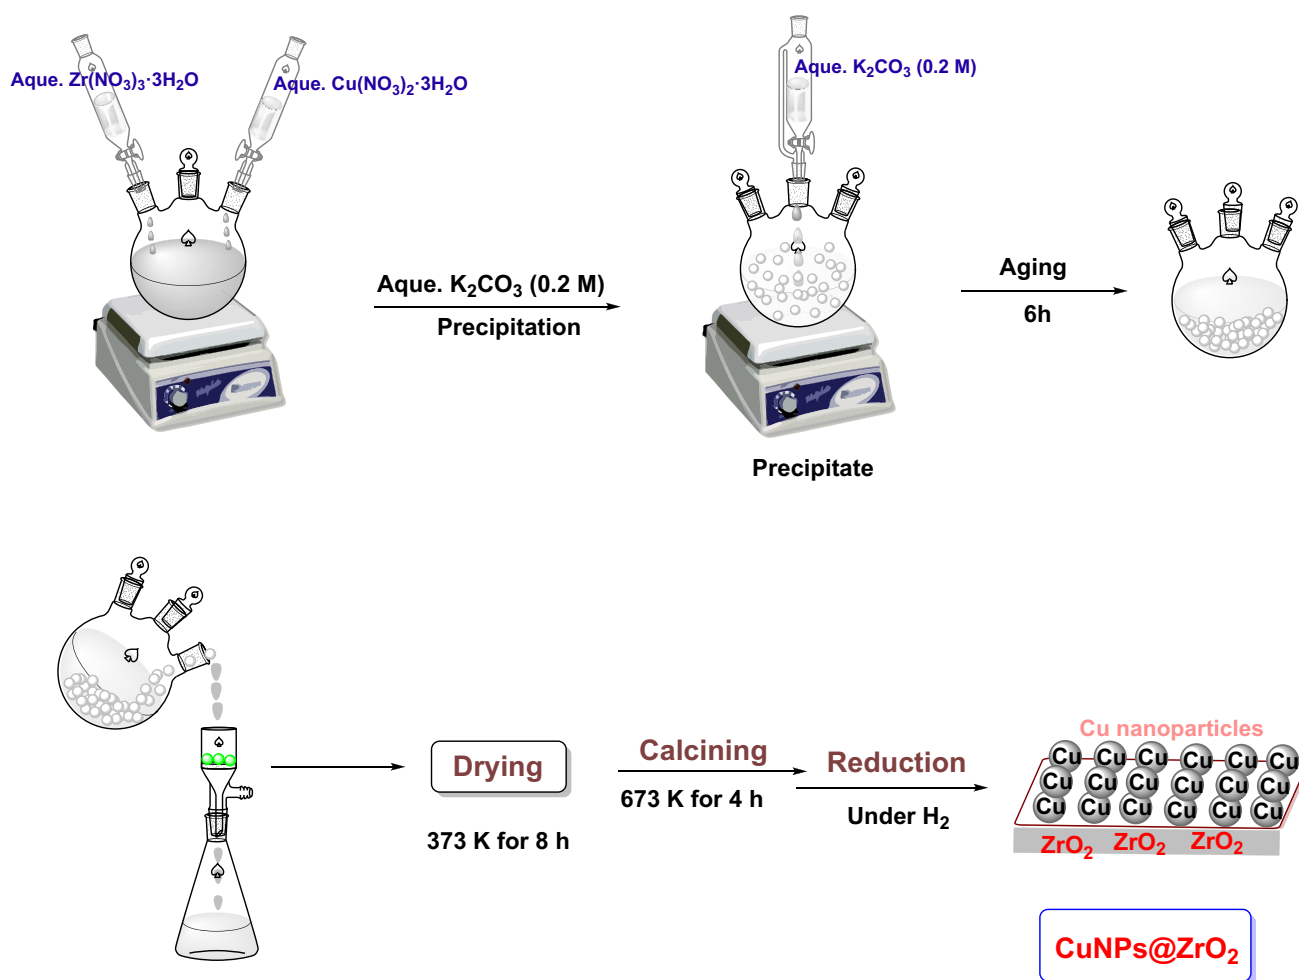 Aque. Zr(NO₃)₃·3H₂O
Aque. Cu(NO₃)₂·3H₂O
Aque. K₂CO₃ (0.2 M)
Aque. K₂CO₃ (0.2 M)
Precipitation
Aging
6h
Precipitate
Cu nanoparticles
Cu Cu Cu Cu Cu Cu
Cu Cu Cu Cu Cu Cu
Cu Cu Cu Cu Cu Cu
ZrO₂ ZrO₂ ZrO₂
Drying
373 K for 8 h
Calcining
673 K for 4 h
Reduction
Under H₂
CuNPs@ZrO₂